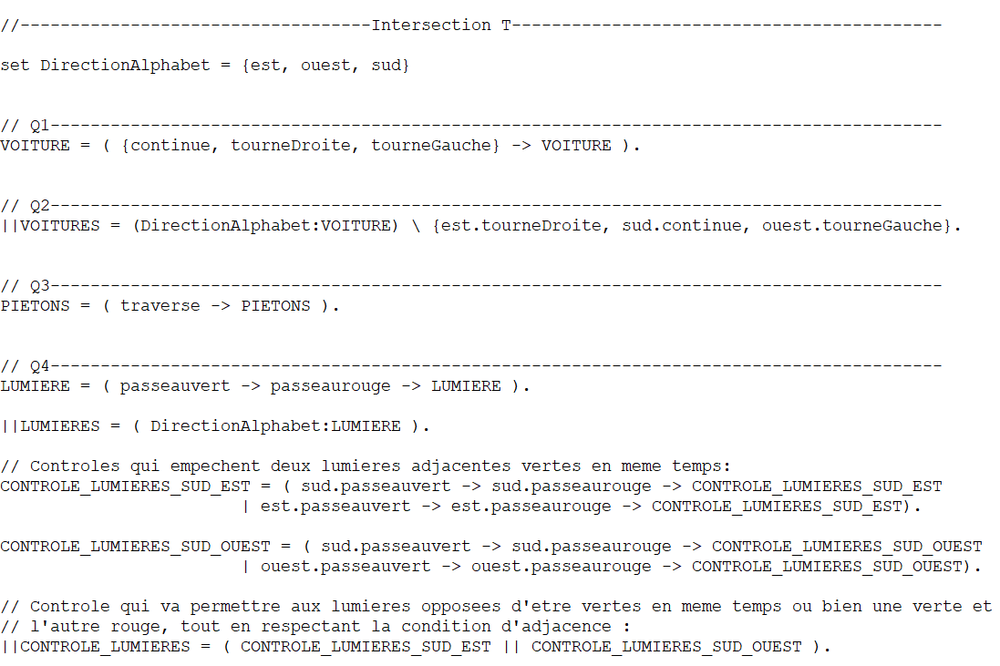 //-----------------------------------Intersection T-------------------------------------------
set DirectionAlphabet = {est, ouest, sud}
// Q1-----------------------------------------------------------------------------------------
VOITURE = ( {continue, tourneDroite, tourneGauche} -> VOITURE ).
// Q2-----------------------------------------------------------------------------------------
||VOITURES = (DirectionAlphabet:VOITURE) \ {est.tourneDroite, sud.continue, ouest.tourneGauche}.
// Q3-----------------------------------------------------------------------------------------
PIETONS = ( traverse -> PIETONS ).
// Q4-----------------------------------------------------------------------------------------
LUMIERE = ( passeauvert -> passeaurouge -> LUMIERE ).
||LUMIERES = ( DirectionAlphabet:LUMIERE ).
// Controles qui empechent deux lumieres adjacentes vertes en meme temps:
CONTROLE_LUMIERES_SUD_EST = ( sud.passeauvert -> sud.passeaurouge -> CONTROLE_LUMIERES_SUD_EST
| est.passeauvert -> est.passeaurouge -> CONTROLE_LUMIERES_SUD_EST).
CONTROLE_LUMIERES_SUD_OUEST = ( sud.passeauvert -> sud.passeaurouge -> CONTROLE_LUMIERES_SUD_OUEST
| ouest.passeauvert -> ouest.passeaurouge -> CONTROLE_LUMIERES_SUD_OUEST).
// Controle qui va permettre aux lumieres opposees d'etre vertes en meme temps ou bien une verte et
// l'autre rouge, tout en respectant la condition d'adjacence :
||CONTROLE_LUMIERES = ( CONTROLE_LUMIERES_SUD_EST || CONTROLE_LUMIERES_SUD_OUEST ).